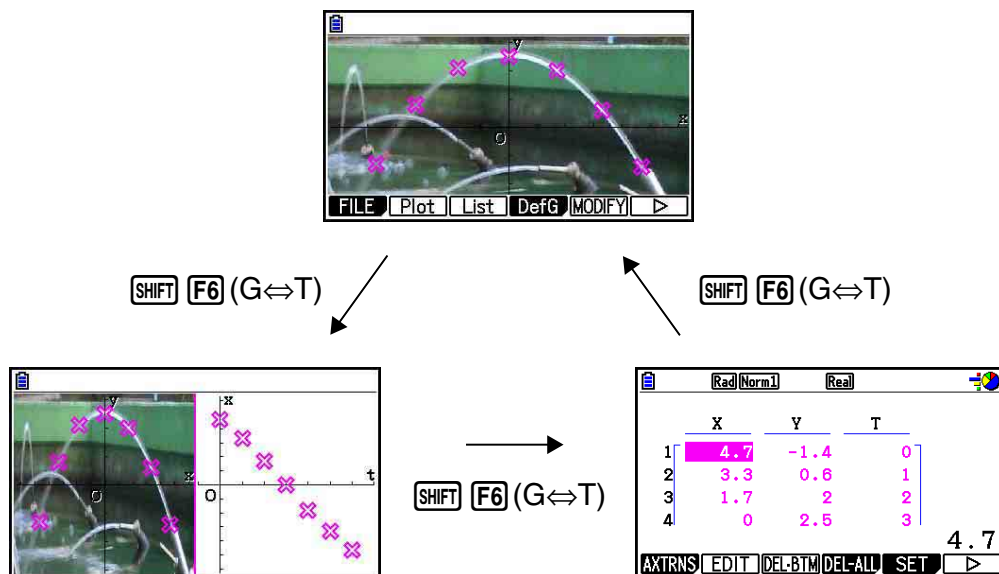 y
x
O
FILE Plot List DefG MODIFY ▷
SHIFT F6 (G⇔T)
SHIFT F6 (G⇔T)
y
x
O
x
t
O
SHIFT F6 (G⇔T)
Rad Norm1 Real
X Y T
1 4.7 -1.4 0
2 3.3 0.6 1
3 1.7 2 2
4 0 2.5 3
4.7
AXTRNS EDIT DEL-BTM DEL-ALL SET ▷